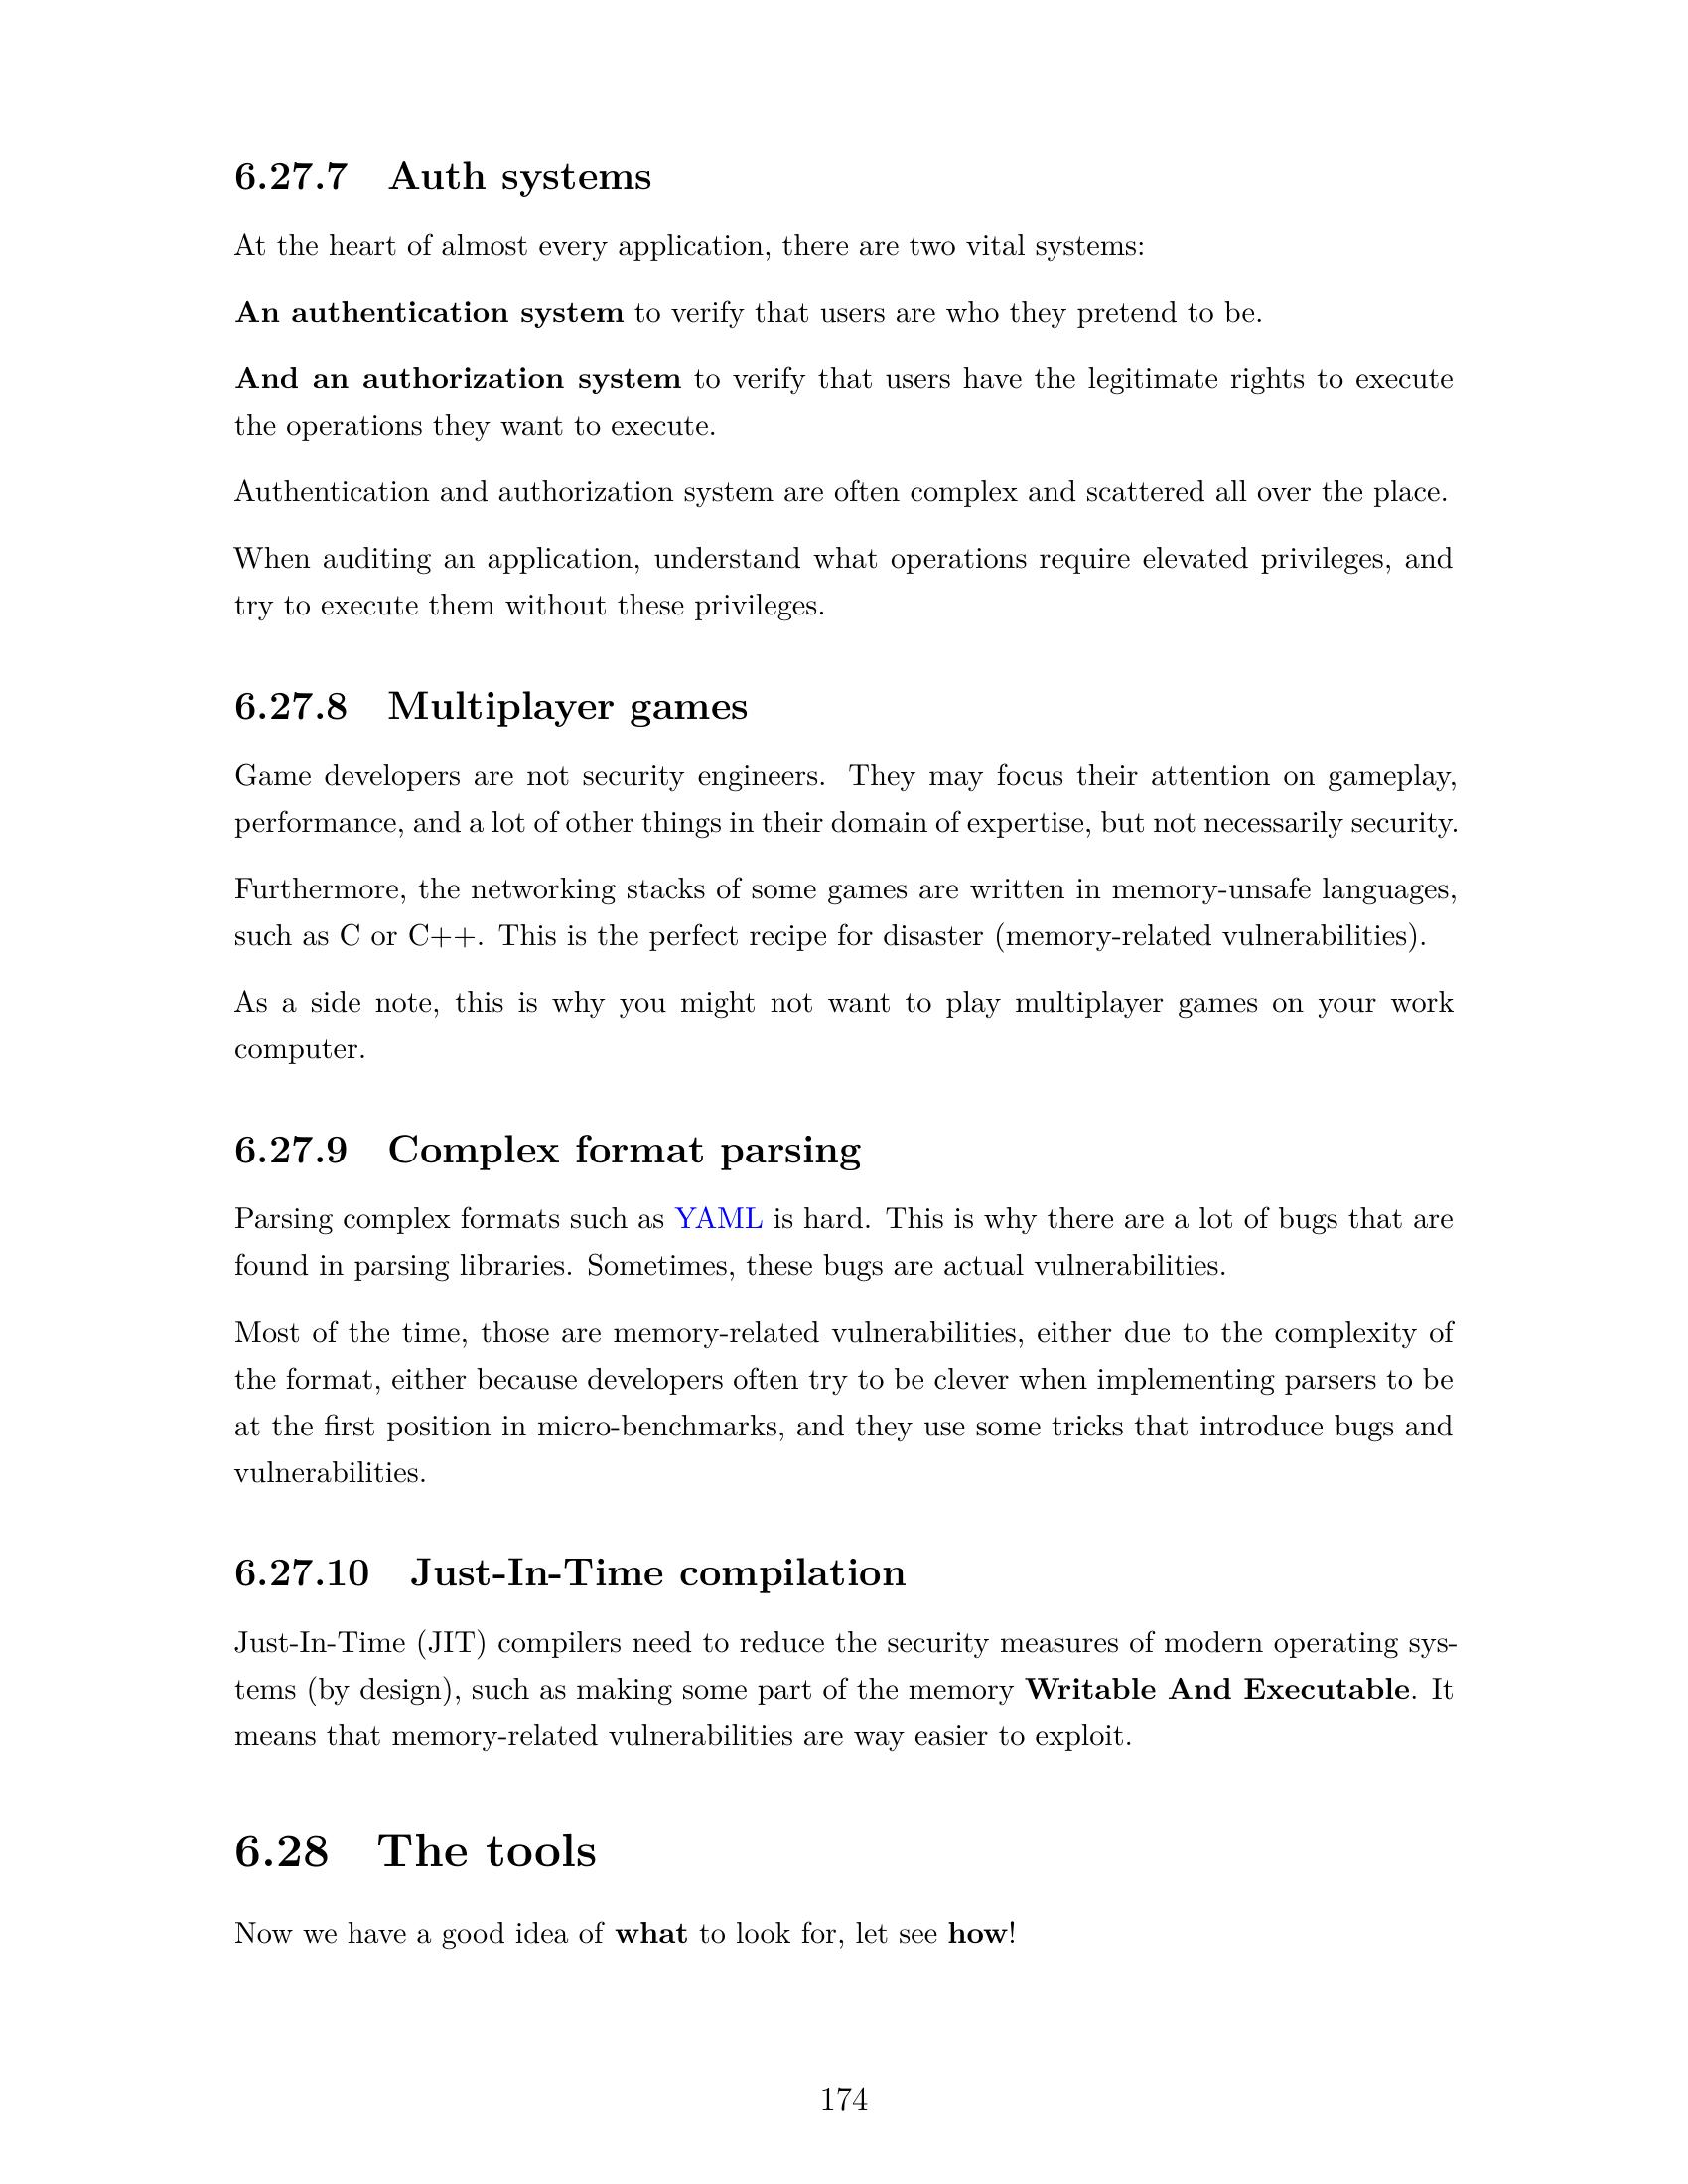 6.27.7 Auth systems
At the heart of almost every application, there are two vital systems:
An authentication system to verify that users are who they pretend to be.
And an authorization system to verify that users have the legitimate rights to execute
the operations they want to execute.
Authentication and authorization system are often complex and scattered all over the place.
When auditing an application, understand what operations require elevated privileges, and
try to execute them without these privileges.
6.27.8 Multiplayer games
Game developers are not security engineers. They may focus their attention on gameplay,
performance, and a lot of other things in their domain of expertise, but not necessarily security.
Furthermore, the networking stacks of some games are written in memory-unsafe languages,
such as C or C++. This is the perfect recipe for disaster (memory-related vulnerabilities).
As a side note, this is why you might not want to play multiplayer games on your work
computer.
6.27.9 Complex format parsing
Parsing complex formats such as YAML is hard. This is why there are a lot of bugs that are
found in parsing libraries. Sometimes, these bugs are actual vulnerabilities.
Most of the time, those are memory-related vulnerabilities, either due to the complexity of
the format, either because developers often try to be clever when implementing parsers to be
at the first position in micro-benchmarks, and they use some tricks that introduce bugs and
vulnerabilities.
6.27.10 Just-In-Time compilation
Just-In-Time (JIT) compilers need to reduce the security measures of modern operating sys-
tems (by design), such as making some part of the memory Writable And Executable. It
means that memory-related vulnerabilities are way easier to exploit.
6.28 The tools
Now we have a good idea of what to look for, let see how!
174